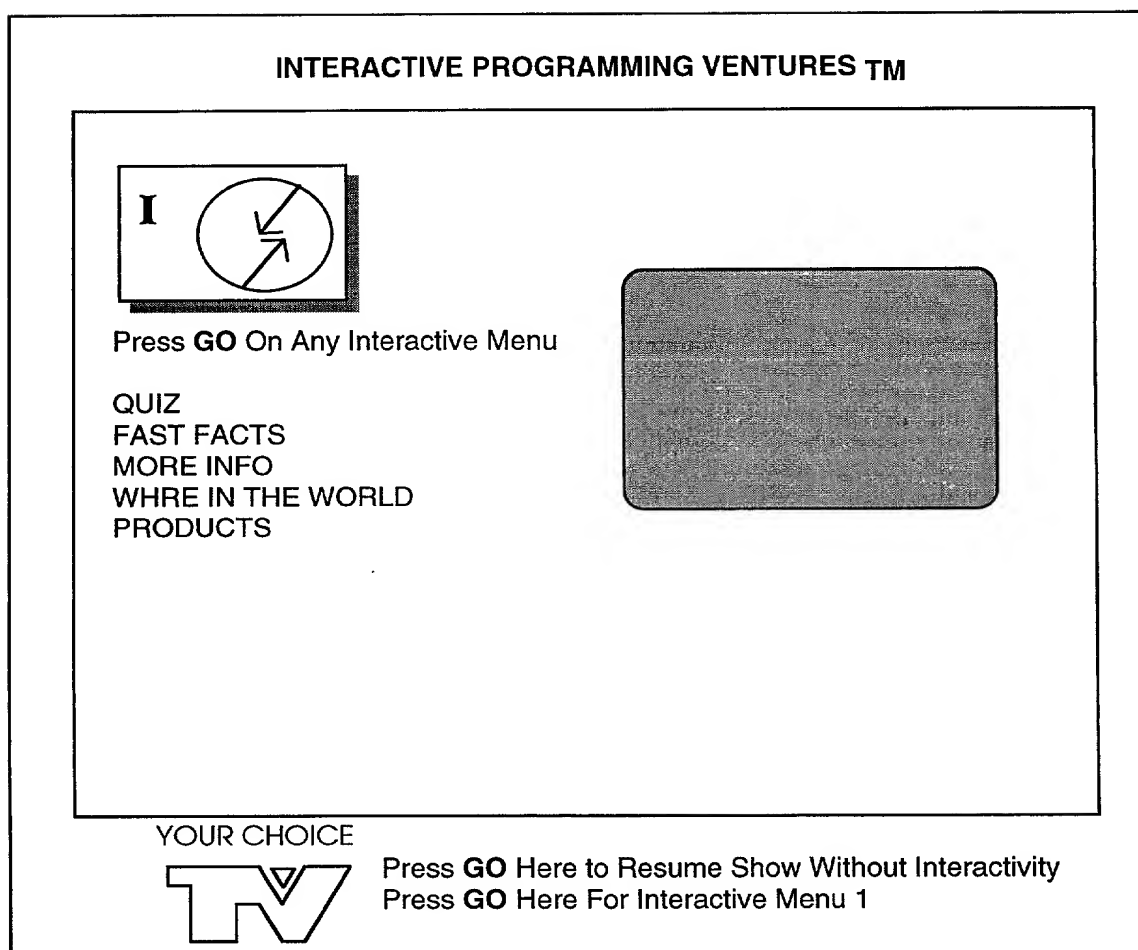 INTERACTIVE PROGRAMMING VENTURES TM
I
Press GO On Any Interactive Menu
QUIZ
FAST FACTS
MORE INFO
WHRE IN THE WORLD
PRODUCTS
YOUR CHOICE
TV
Press GO Here to Resume Show Without Interactivity
Press GO Here For Interactive Menu 1